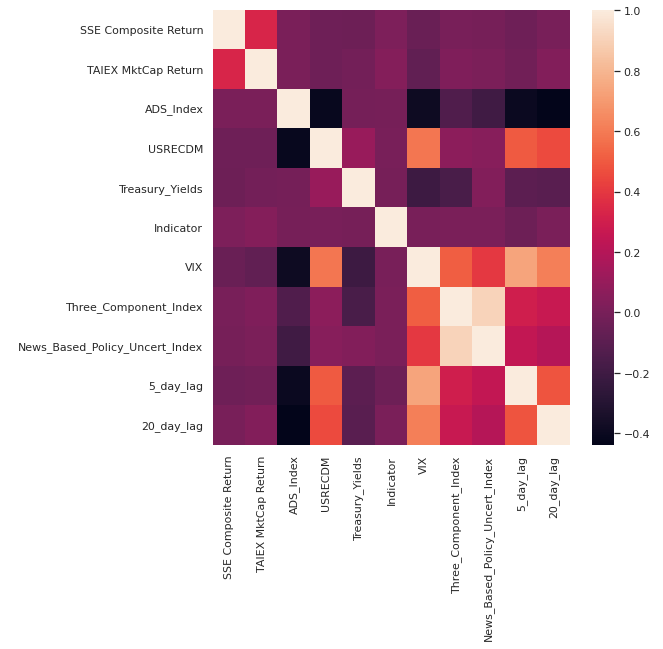 SSE Composite Return
TAIEX MktCap Return
ADS_Index
USRECDM
Treasury_Yields
Indicator
VIX
Three_Component_Index
News_Based_Policy_Uncert_Index
5_day_lag
20_day_lag
SSE Composite Return
TAIEX MktCap Return
ADS_Index
USRECDM
Treasury_Yields
Indicator
VIX
Three_Component_Index
News_Based_Policy_Uncert_Index
5_day_lag
20_day_lag
1.0
0.8
0.6
0.4
0.2
0.0
−0.2
−0.4